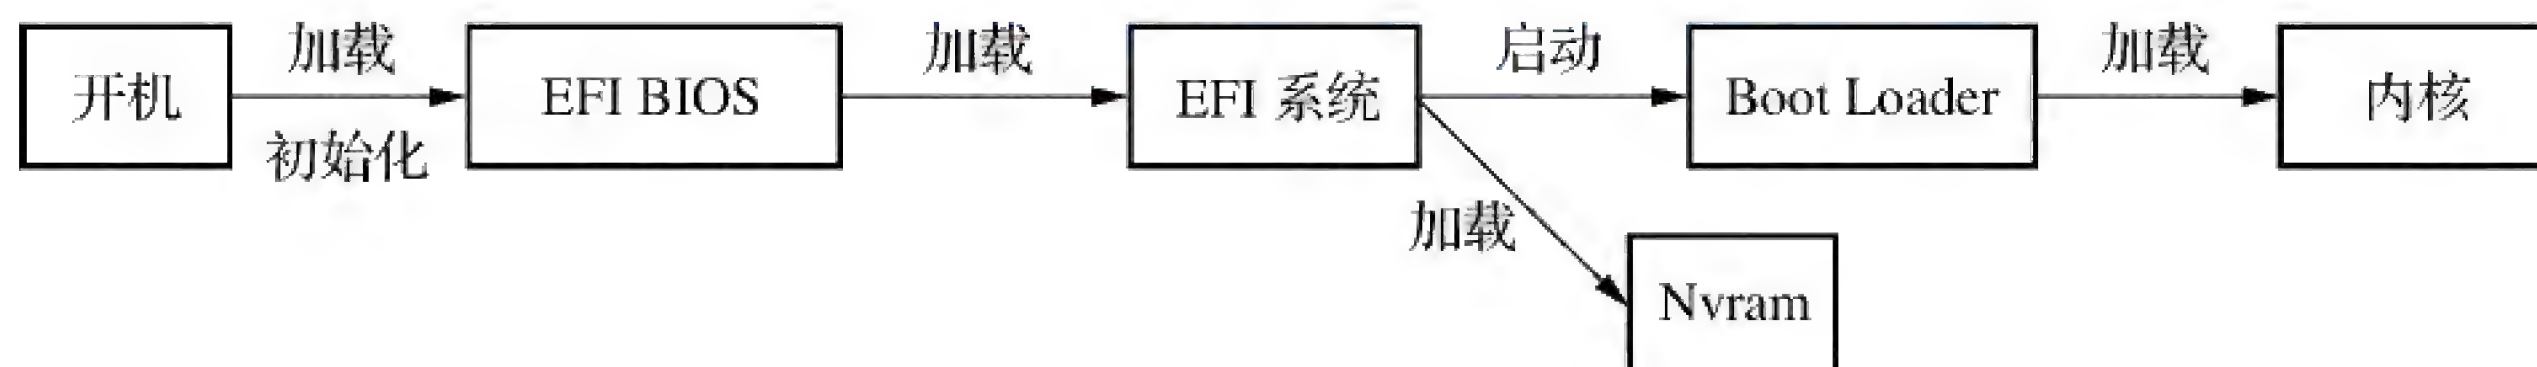 加载
加载
启动
加载
开机
EFI BIOS
EFI 系统
Boot Loader
内核
初始化
加载
Nvram